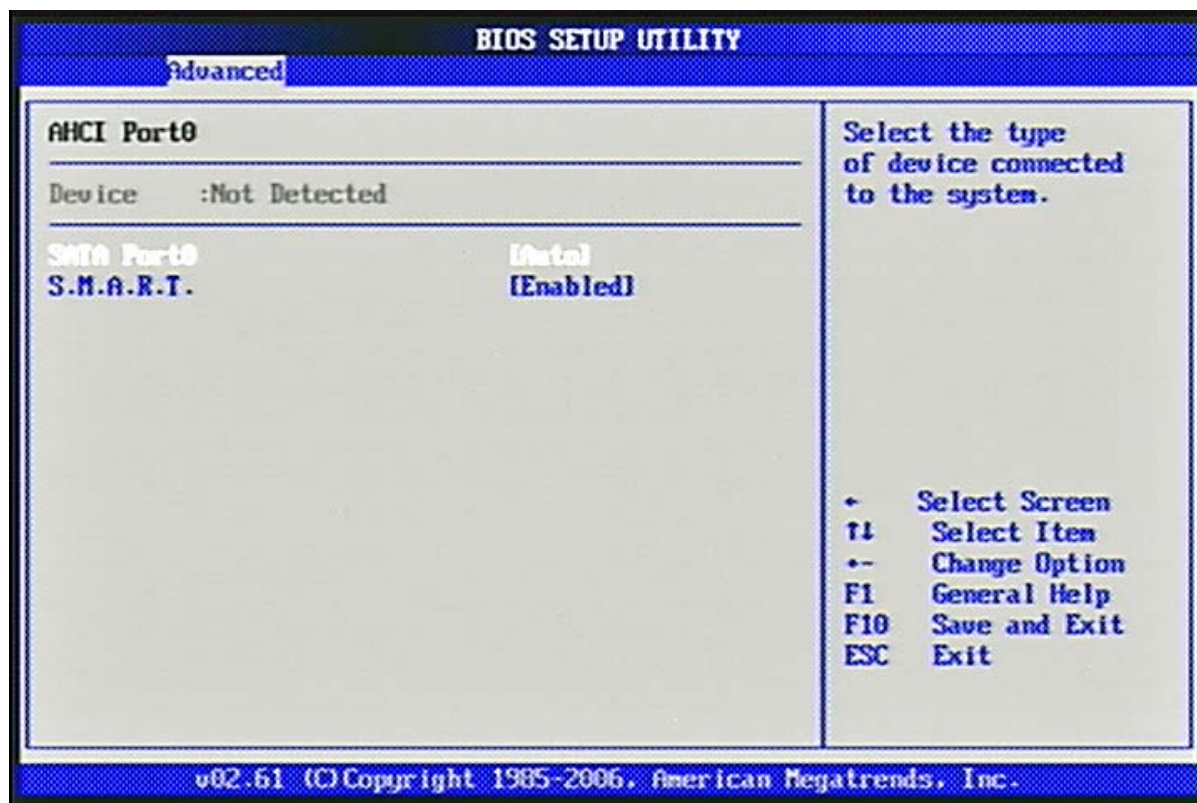 BIOS SETUP UTILITY
Advanced
AHCI Port0
Device :Not Detected
SATA Port0 [Auto]
S.M.A.R.T. [Enabled]
Select the type
of device connected
to the system.
← Select Screen
↑↓ Select Item
+- Change Option
F1 General Help
F10 Save and Exit
ESC Exit
v02.61 (C)Copyright 1985-2006, American Megatrends, Inc.